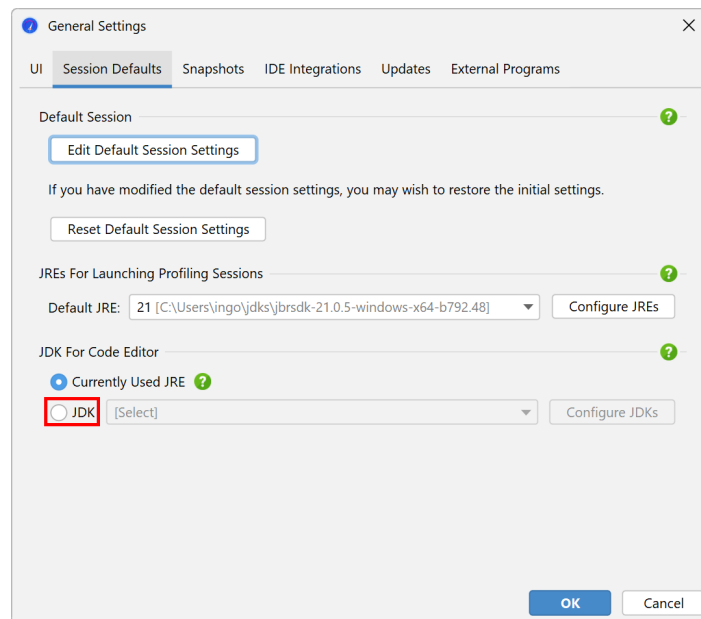 General Settings
UI Session Defaults Snapshots IDE Integrations Updates External Programs
Default Session
Edit Default Session Settings
If you have modified the default session settings, you may wish to restore the initial settings.
Reset Default Session Settings
JREs For Launching Profiling Sessions
Default JRE: 21 [C:\Users\ingo\jdks\jbrsdk-21.0.5-windows-x64-b792.48] Configure JREs
JDK For Code Editor
Currently Used JRE
JDK [Select] Configure JDKs
OK Cancel